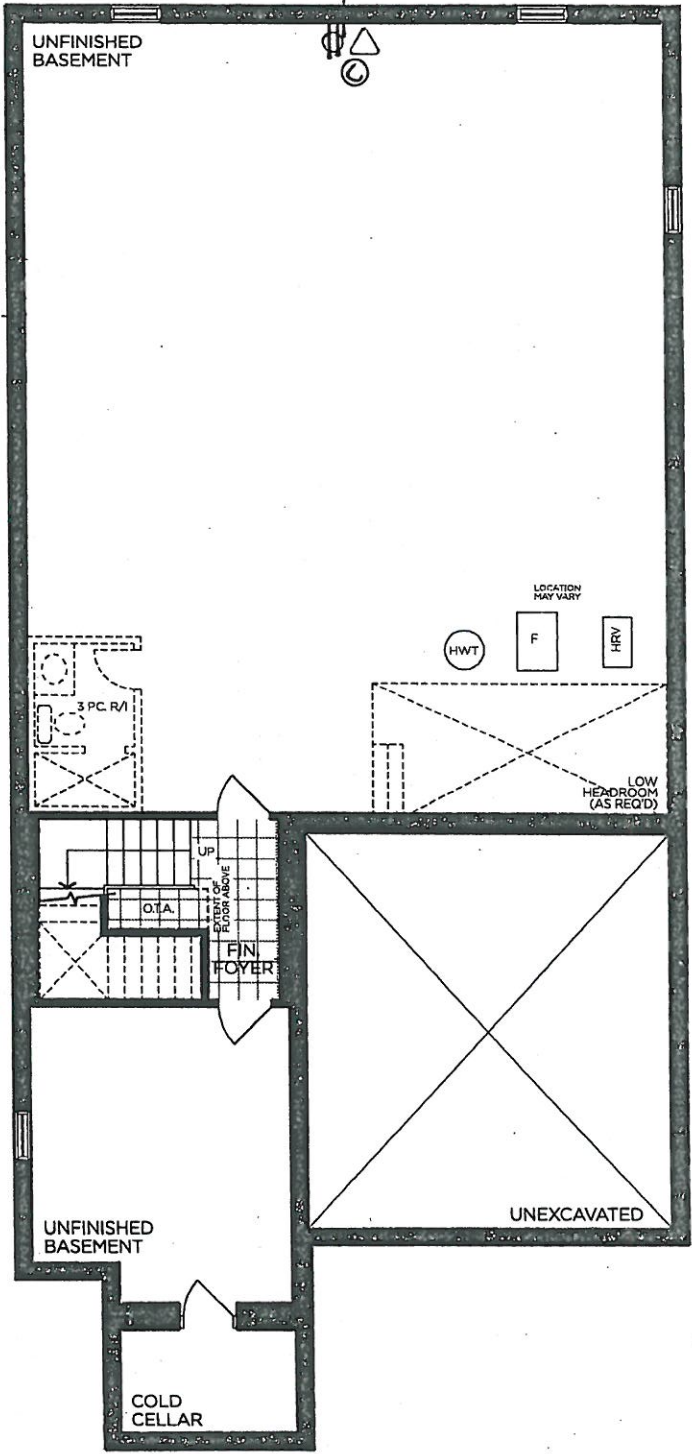 UNFINISHED
BASEMENT
LOCATION
MAY VARY
HWT
F
HRV
3 PC. R/I
LOW
HEADROOM
(AS REQ'D)
UP
EXTENT OF
FLOOR ABOVE
O.T.A.
FIN.
FOYER
UNFINISHED
BASEMENT
UNEXCAVATED
COLD
CELLAR